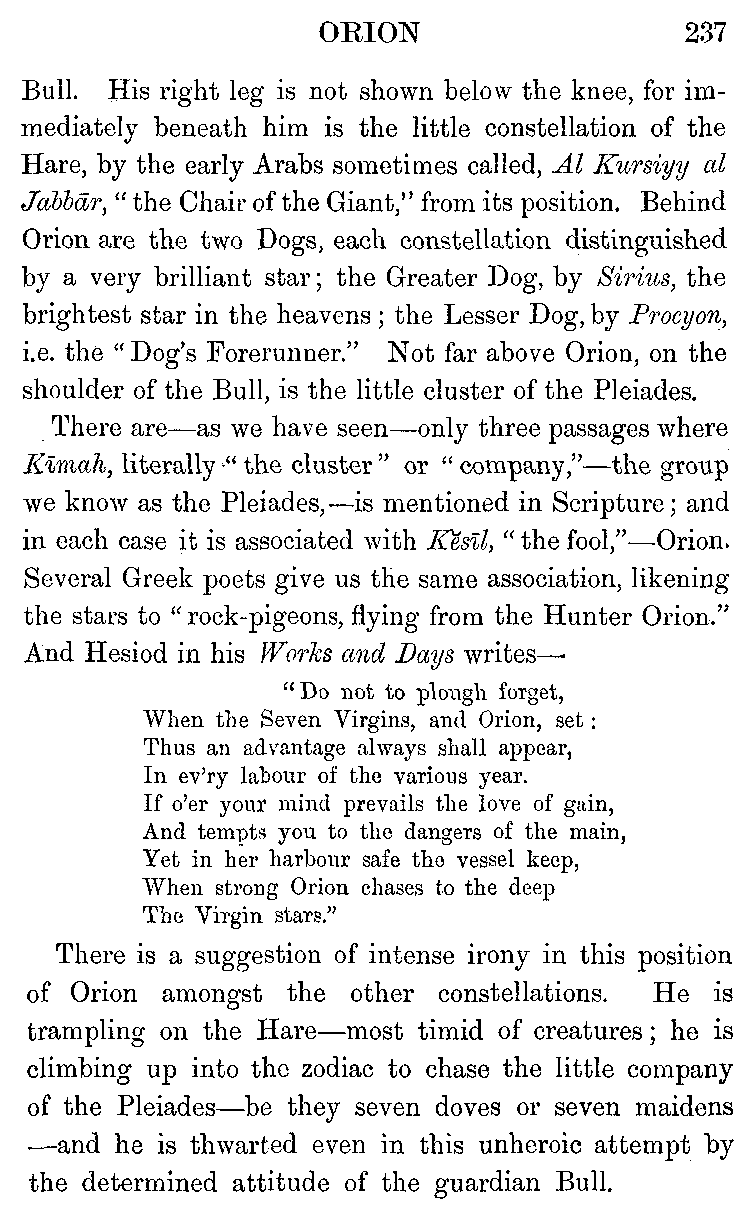 ORION 237
Bull. His right leg is not shown below the knee, for im-
mediately beneath him is the little constellation of the
Hare, by the early Arabs sometimes called, Al Kursiyy al
Jabbār, “ the Chair of the Giant,” from its position. Behind
Orion are the two Dogs, each constellation distinguished
by a very brilliant star; the Greater Dog, by Sirius, the
brightest star in the heavens; the Lesser Dog, by Procyon,
i.e. the “ Dog’s Forerunner.” Not far above Orion, on the
shoulder of the Bull, is the little cluster of the Pleiades.
There are—as we have seen—only three passages where
Kīmah, literally “ the cluster ” or “ company,”—the group
we know as the Pleiades,—is mentioned in Scripture; and
in each case it is associated with Kĕsīl, “ the fool,”—Orion.
Several Greek poets give us the same association, likening
the stars to “ rock-pigeons, flying from the Hunter Orion.”
And Hesiod in his Works and Days writes—
“ Do not to plough forget,
When the Seven Virgins, and Orion, set :
Thus an advantage always shall appear,
In ev’ry labour of the various year.
If o’er your mind prevails the love of gain,
And tempts you to the dangers of the main,
Yet in her harbour safe the vessel keep,
When strong Orion chases to the deep
The Virgin stars.”
There is a suggestion of intense irony in this position
of Orion amongst the other constellations. He is
trampling on the Hare—most timid of creatures; he is
climbing up into the zodiac to chase the little company
of the Pleiades—be they seven doves or seven maidens
—and he is thwarted even in this unheroic attempt by
the determined attitude of the guardian Bull.